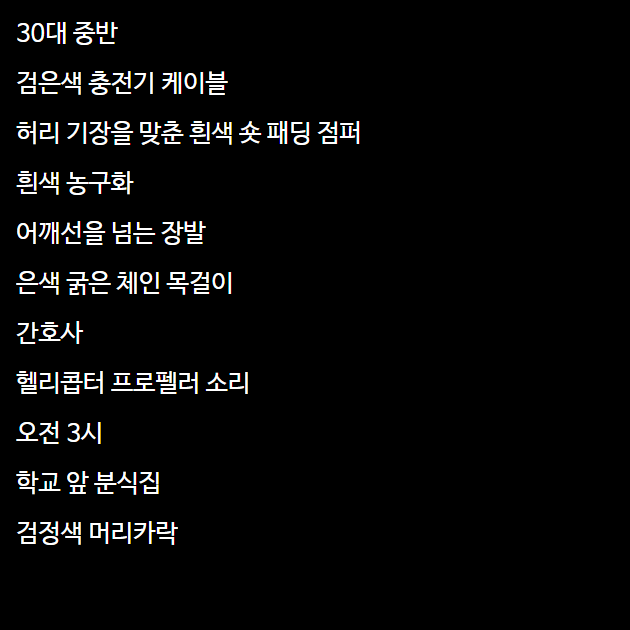 30대 중반
검은색 충전기 케이블
허리 기장을 맞춘 흰색 숏 패딩 점퍼
흰색 농구화
어깨선을 넘는 장발
은색 굵은 체인 목걸이
간호사
헬리콥터 프로펠러 소리
오전 3시
학교 앞 분식집
검정색 머리카락